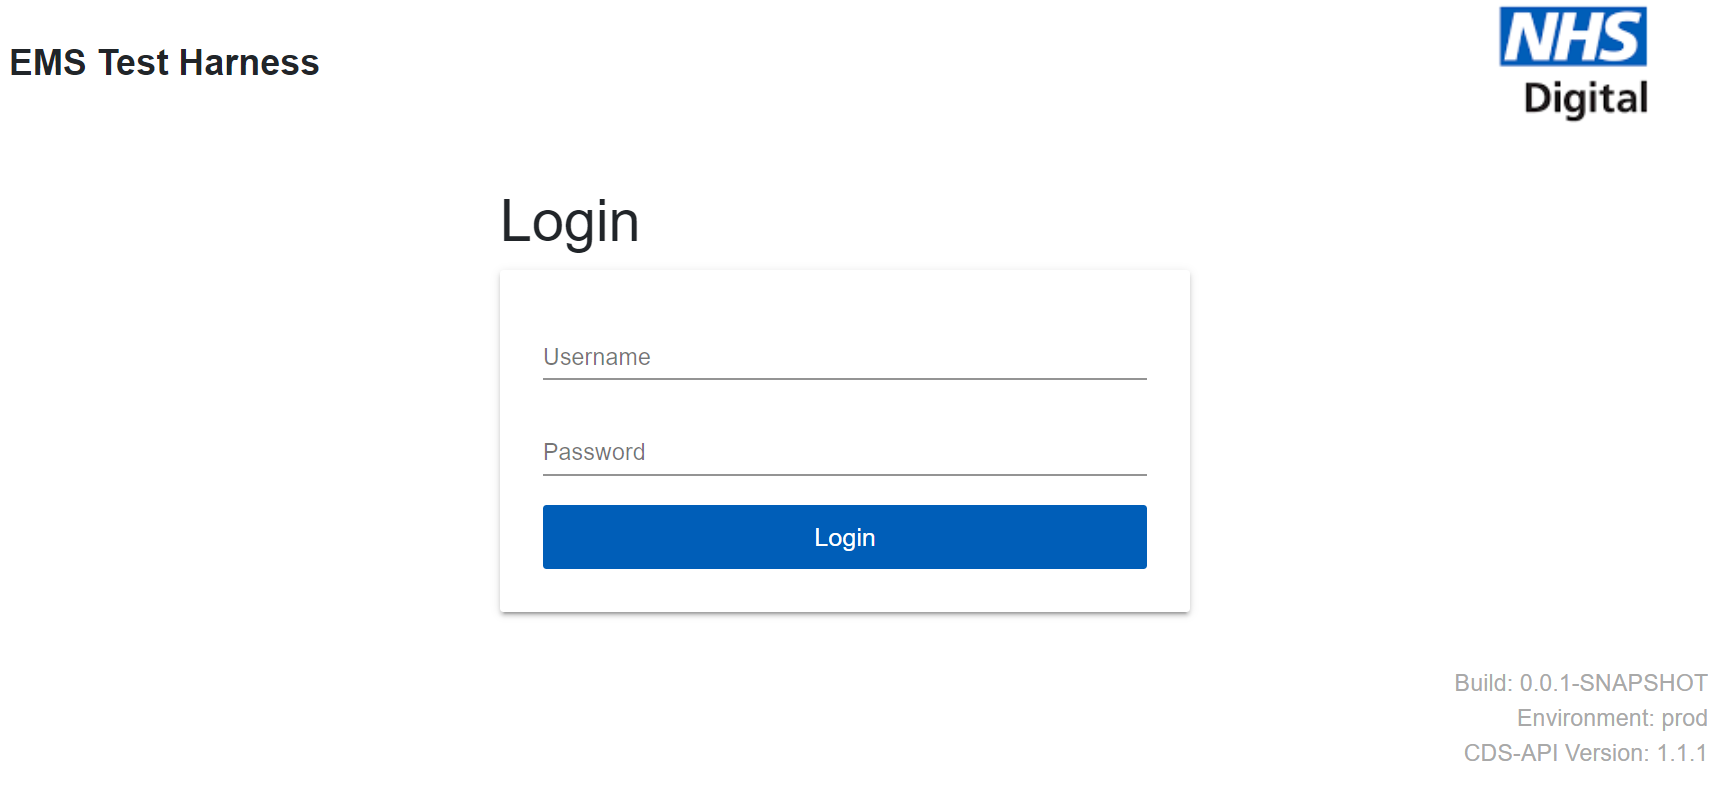 EMS Test Harness
NHS
Digital
Login
Username
Password
Login
Build: 0.0.1-SNAPSHOT
Environment: prod
CDS-API Version: 1.1.1